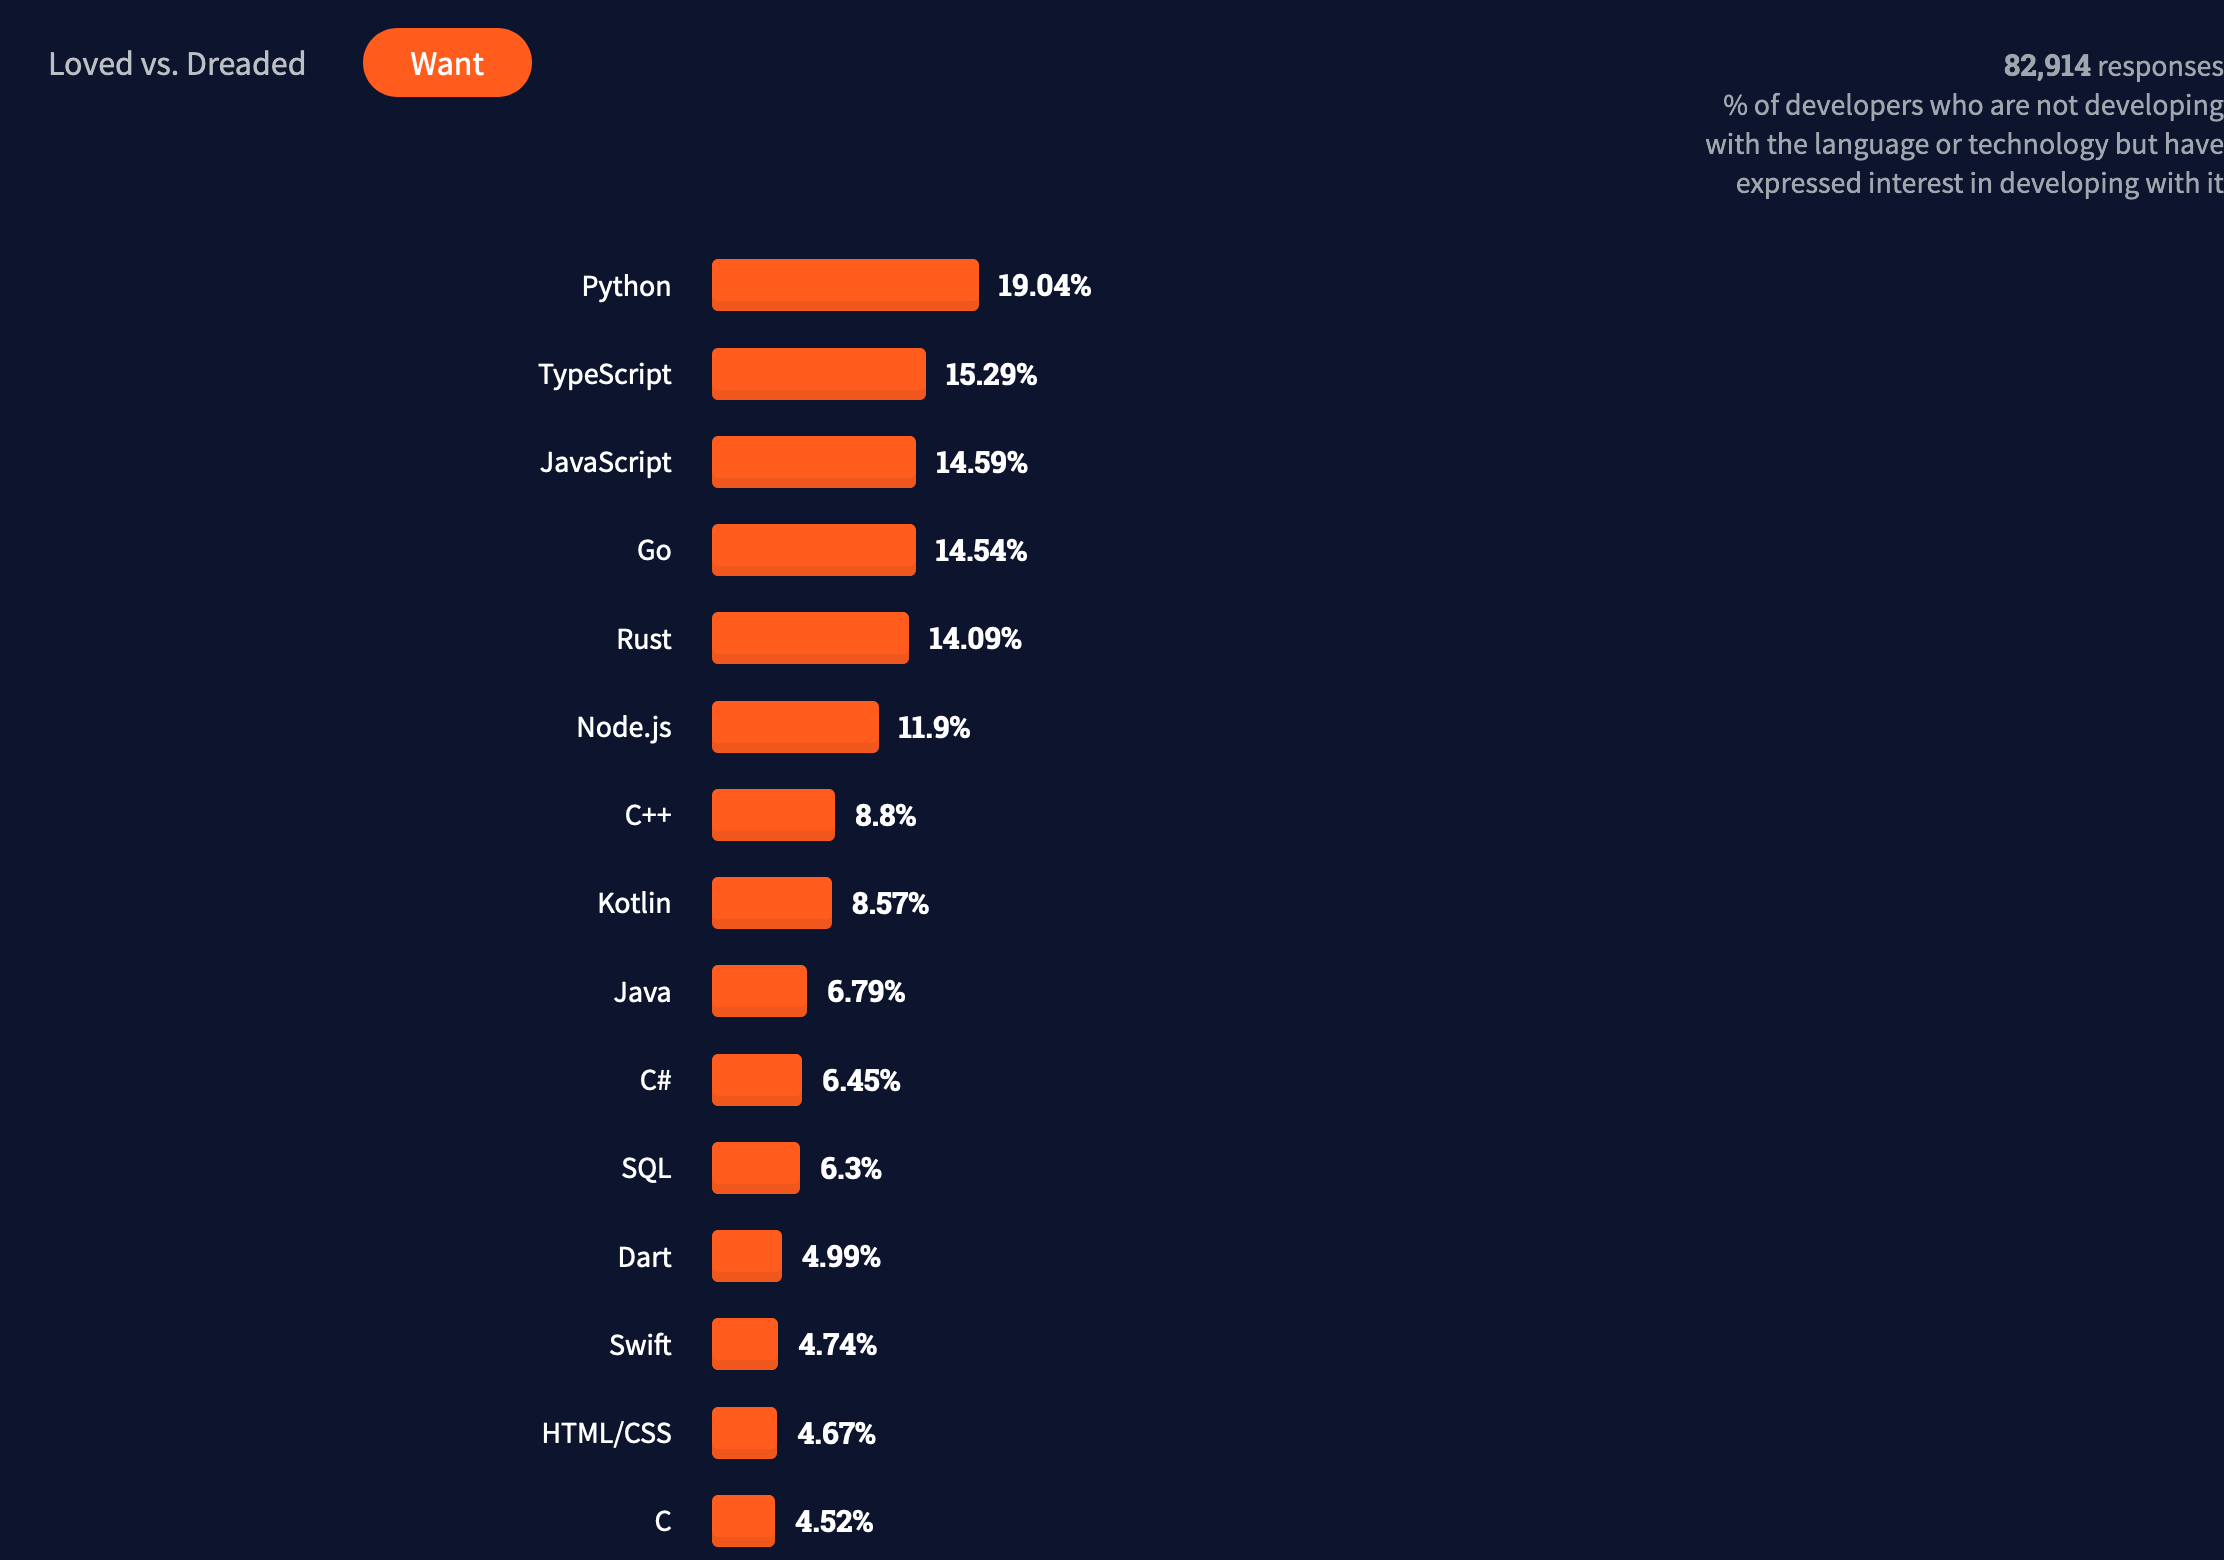 Loved vs. Dreaded
Want
82,914 responses
% of developers who are not developing
with the language or technology but have
expressed interest in developing with it
Python 19.04%
TypeScript 15.29%
JavaScript 14.59%
Go 14.54%
Rust 14.09%
Node.js 11.9%
C++ 8.8%
Kotlin 8.57%
Java 6.79%
C# 6.45%
SQL 6.3%
Dart 4.99%
Swift 4.74%
HTML/CSS 4.67%
C 4.52%